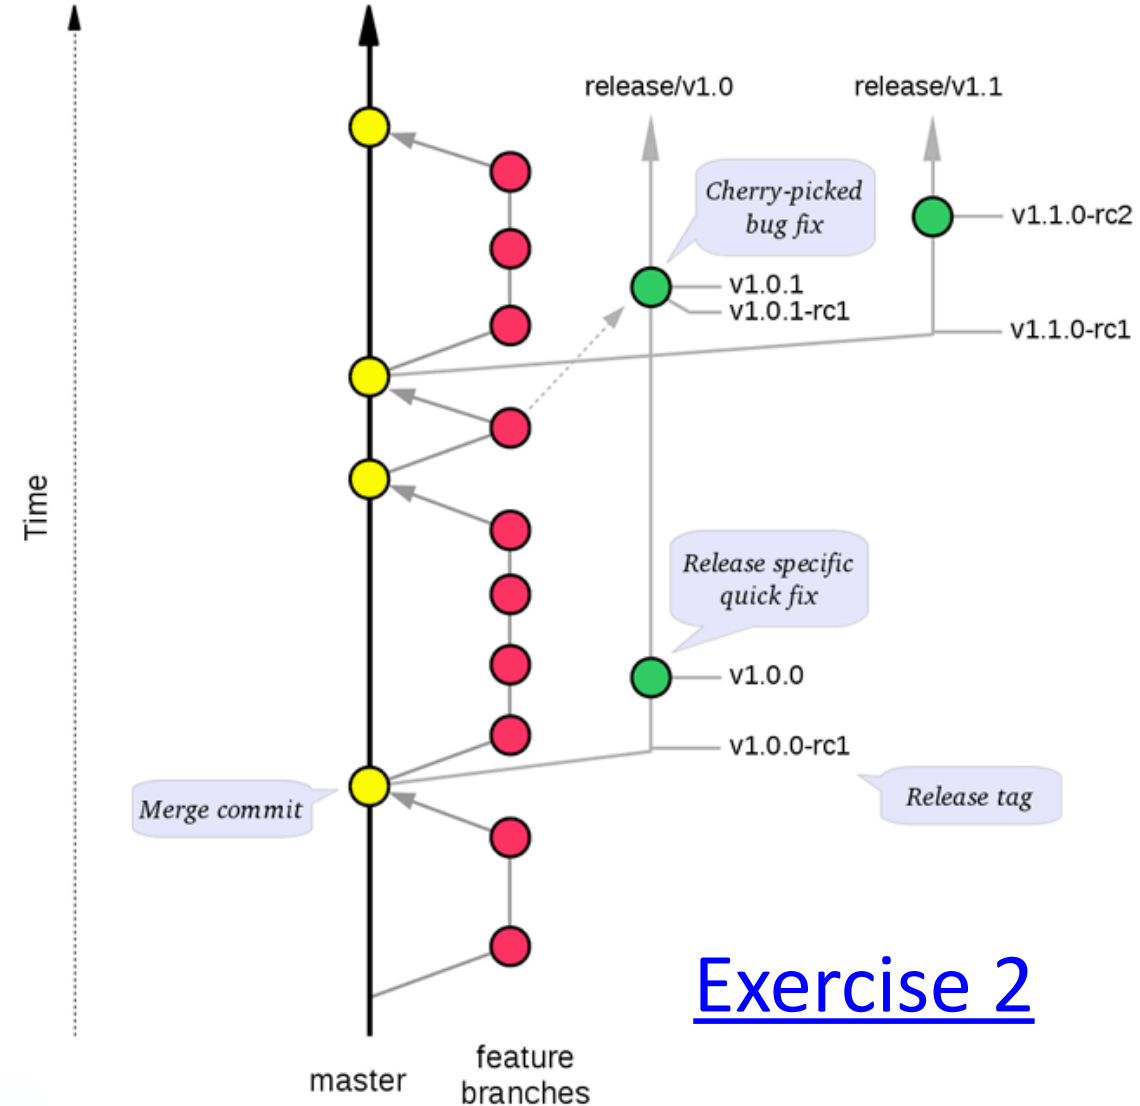 release/v1.0
release/v1.1
Cherry-picked
bug fix
v1.1.0-rc2
v1.0.1
v1.0.1-rc1
v1.1.0-rc1
Time
Release specific
quick fix
v1.0.0
v1.0.0-rc1
Merge commit
Release tag
Exercise 2
master
feature
branches